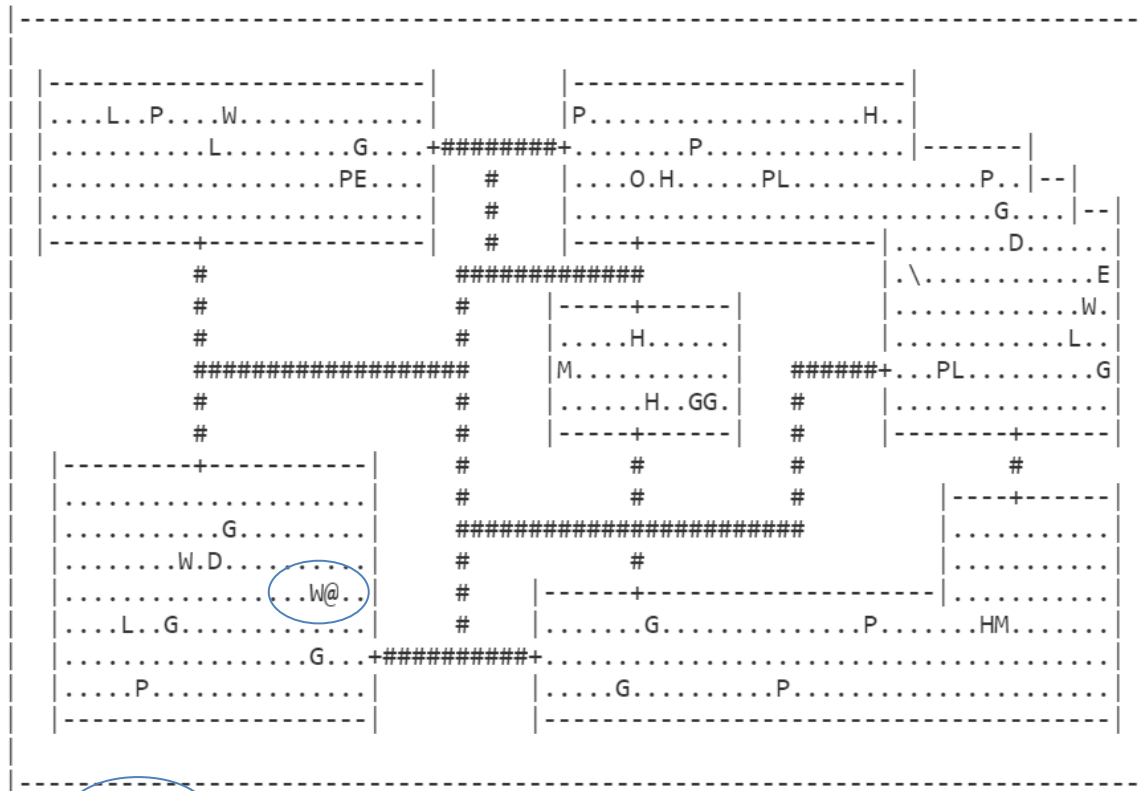 |-----------------------------------------------------------------------------
|
| |--------------------------|        |-----------------------|
| |....L..P....W.............|        |P...................H..|
| |...........L.........G....+########+........P..............|-------|
| |....................PE....|   #    |....O.H......PL.............P..|--|
| |..........................|   #    |.............................G....|--|
| |----------+---------------|   #    |----+----------------|........D......|
|            #                 #############                |.\............E|
|            #                 #     |-----+------|         |.............W.|
|            #                 #     |.....H......|         |............L..|
|            ###################     |M...........|   ######+...PL.........G|
|            #                 #     |......H..GG.|   #     |...............|
|            #                 #     |-----+------|   #     |--------+------|
|  |---------+-----------|     #           #          #              #
|  |.....................|     #           #          #         |----+------|
|  |...........G.........|     ########################         |...........|
|  |........W.D..........|     #           #                    |...........|
|  |.................W@..|     #    |------+--------------------|...........|
|  |....L..G.............|     #    |.......G..............P.......HM.......|
|  |.................G...+##########+.......................................|
|  |.....P...............|          |.....G..........P......................|
|  |---------------------|          |---------------------------------------|
|
|-----------------------------------------------------------------------------